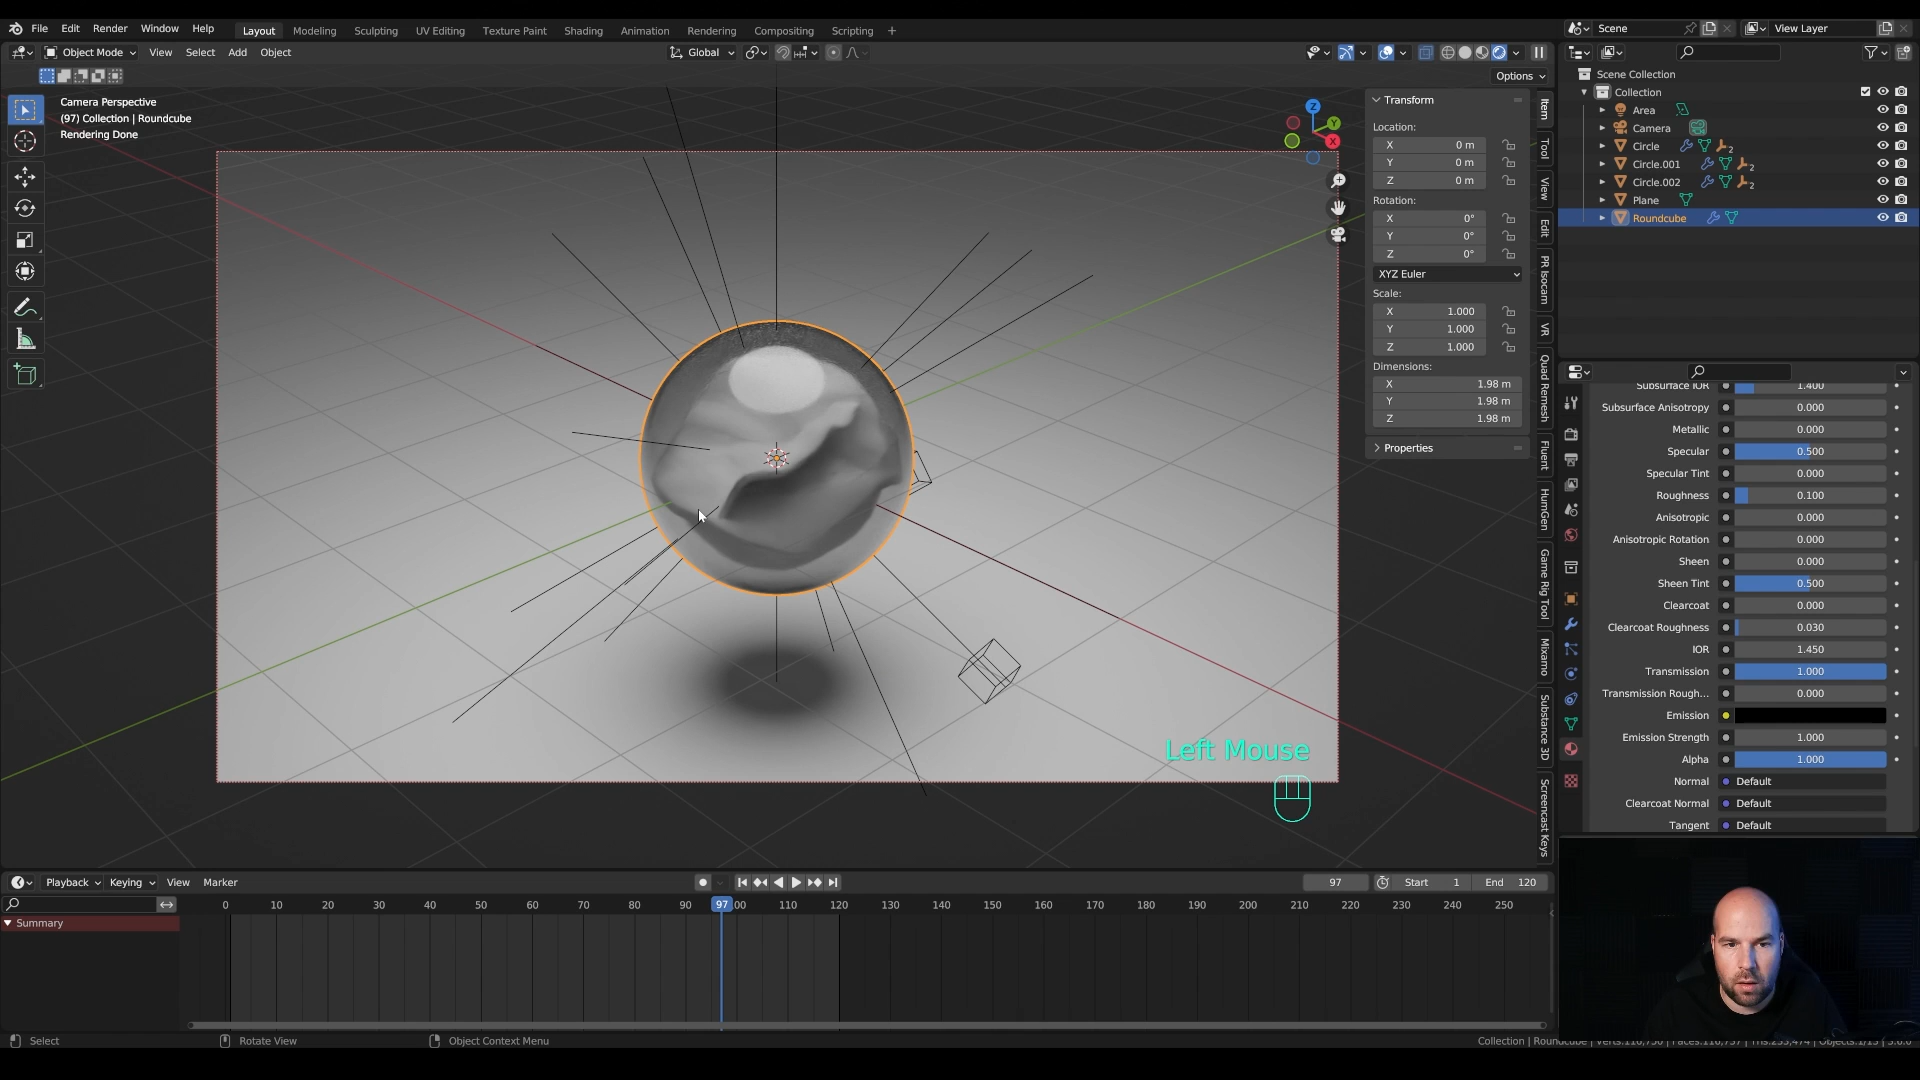 File Edit Render Window Help Layout Modeling Sculpting UV Editing Texture Paint Shading Animation Rendering Compositing Scripting + Scene View Layer
Object Mode View Select Add Object Global
Options
Camera Perspective
(97) Collection | Roundcube
Rendering Done
Z
Y
X
Transform
Location:
X 0 m
Y 0 m
Z 0 m
Rotation:
X 0°
Y 0°
Z 0°
XYZ Euler
Scale:
X 1.000
Y 1.000
Z 1.000
Dimensions:
X 1.98 m
Y 1.98 m
Z 1.98 m
Properties
Item
Tool
View
Edit
PR Isocam
VR
Quad Remesh
Fluent
HumGen
Game Rig Tool
Mixamo
Substance 3D
Screencast Keys
Scene Collection
Collection
Area
Camera
Circle 2
Circle.001 2
Circle.002 2
Plane
Roundcube
Subsurface IOR 1.400
Subsurface Anisotropy 0.000
Metallic 0.000
Specular 0.500
Specular Tint 0.000
Roughness 0.100
Anisotropic 0.000
Anisotropic Rotation 0.000
Sheen 0.000
Sheen Tint 0.500
Clearcoat 0.000
Clearcoat Roughness 0.030
IOR 1.450
Transmission 1.000
Transmission Rough... 0.000
Emission
Emission Strength 1.000
Alpha 1.000
Normal Default
Clearcoat Normal Default
Tangent Default
Left Mouse
Playback Keying View Marker 97 Start 1 End 120
0 10 20 30 40 50 60 70 80 90 97 00 110 120 130 140 150 160 170 180 190 200 210 220 230 240 250
Summary
Select Rotate View Object Context Menu